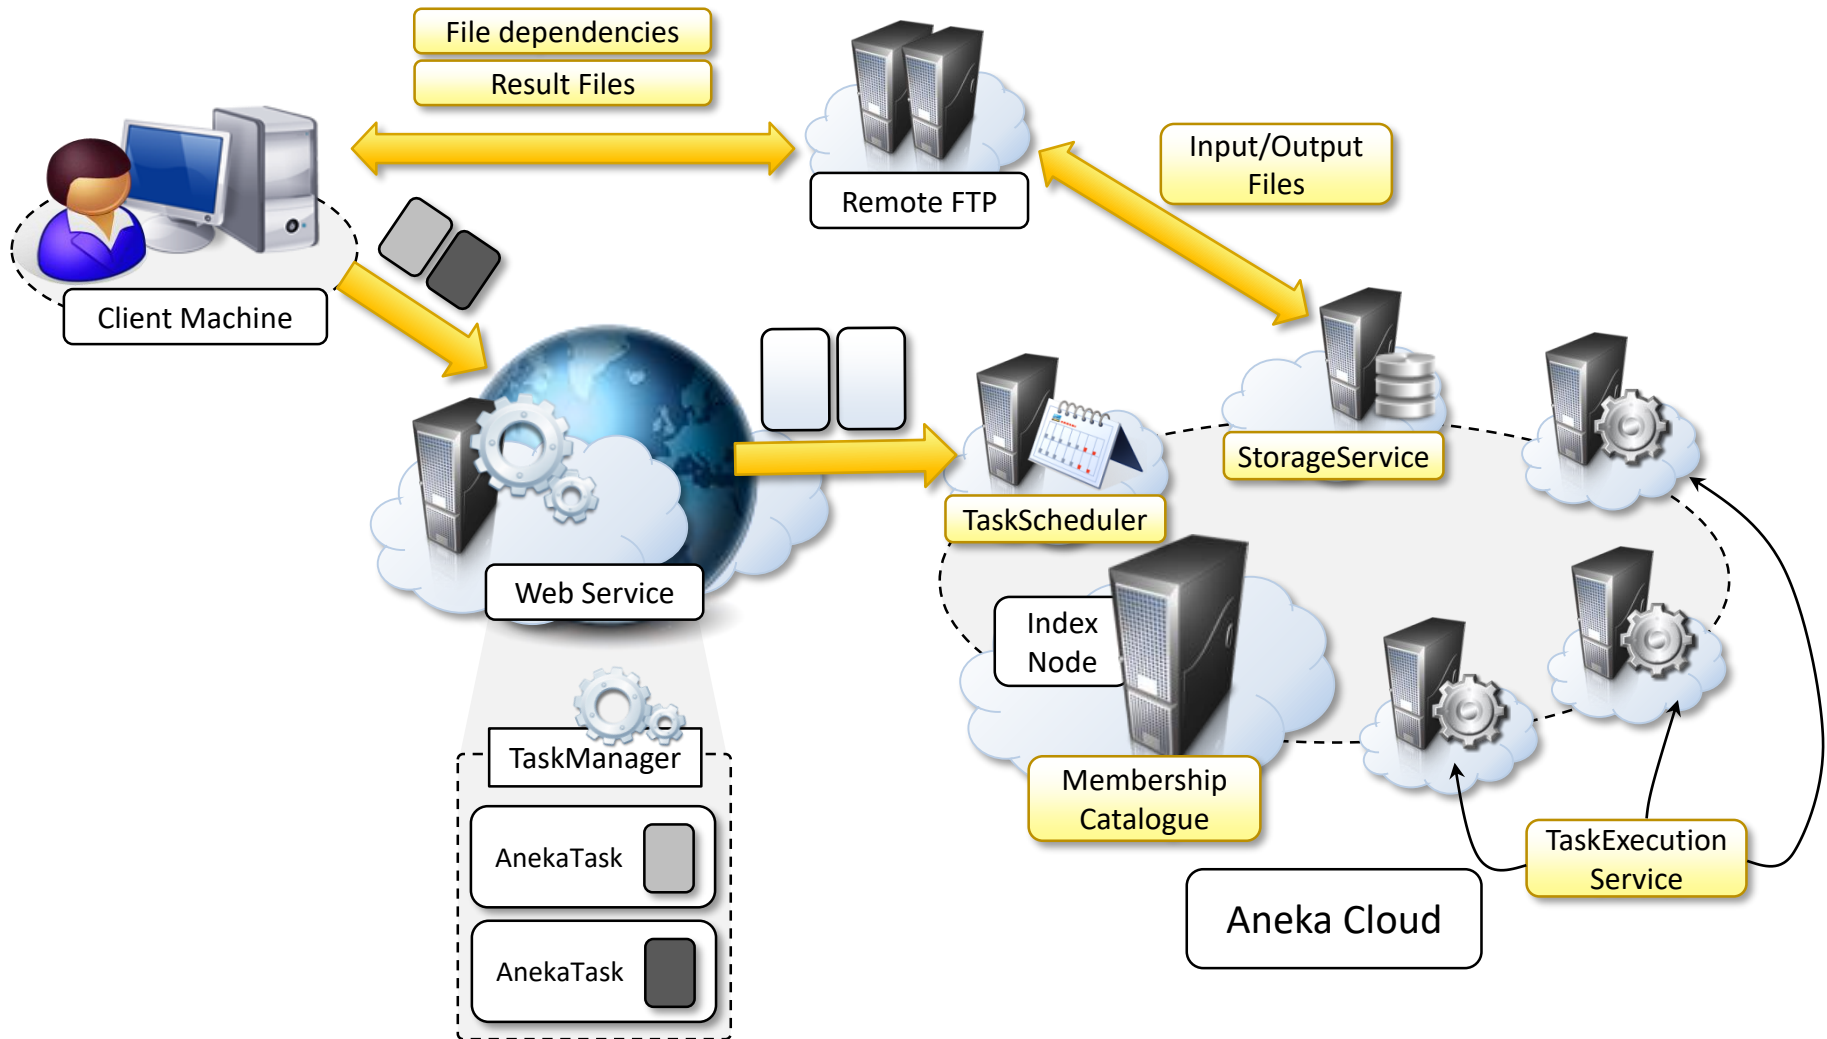 File dependencies
Result Files
Remote FTP
Input/Output
Files
Client Machine
StorageService
TaskScheduler
Web Service
Index
Node
TaskManager
Membership
Catalogue
AnekaTask
AnekaTask
TaskExecution
Service
Aneka Cloud